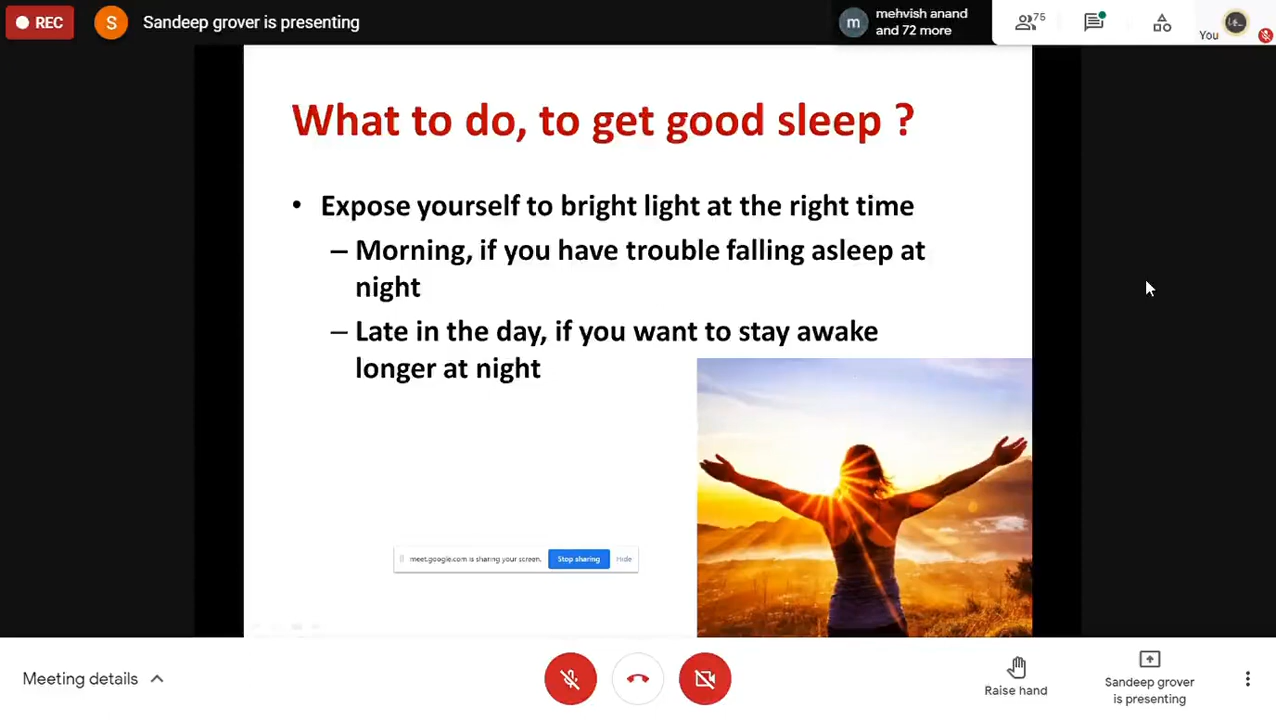 REC
S
Sandeep grover is presenting
m
mehvish anand
and 72 more
75
You
What to do, to get good sleep ?
• Expose yourself to bright light at the right time
– Morning, if you have trouble falling asleep at
night
– Late in the day, if you want to stay awake
longer at night
meet.google.com is sharing your screen.
Stop sharing
Hide
Meeting details
Raise hand
Sandeep grover
is presenting